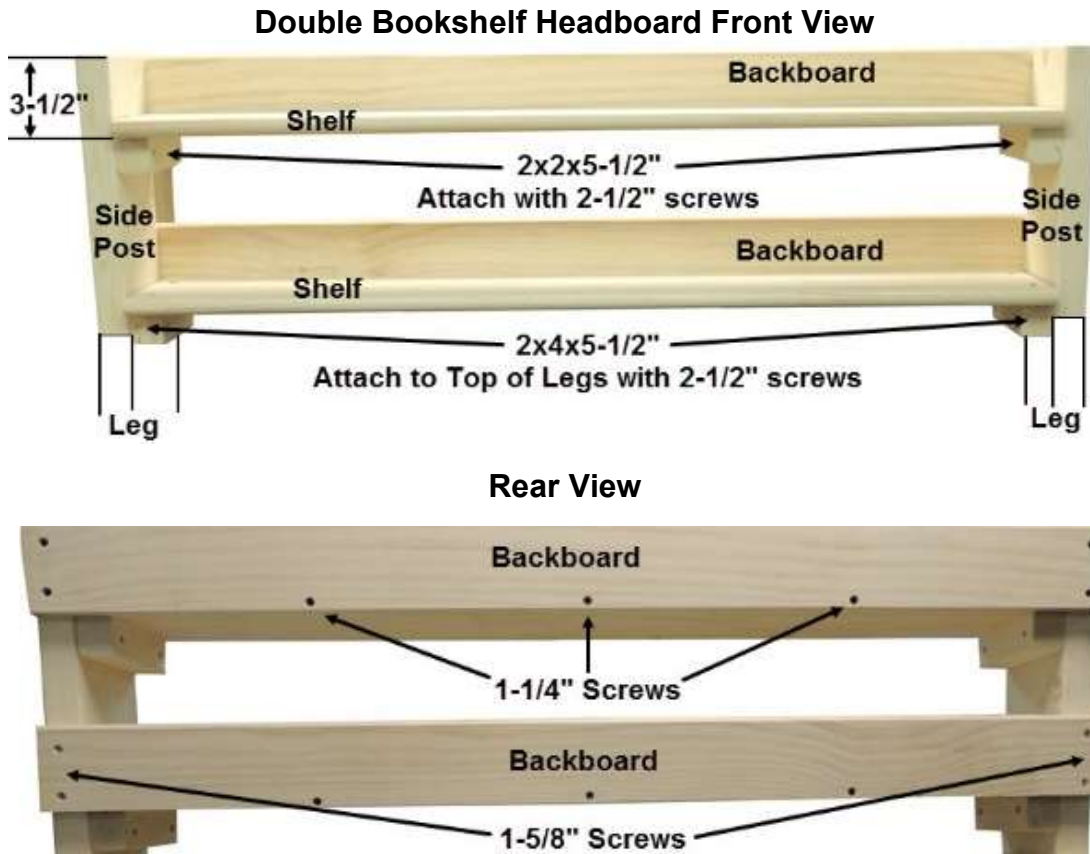 Double Bookshelf Headboard Front View
Backboard
3-1/2"
Shelf
2x2x5-1/2"
Attach with 2-1/2" screws
Side
Post
Side
Post
Backboard
Shelf
2x4x5-1/2"
Attach to Top of Legs with 2-1/2" screws
Leg
Leg
Rear View
Backboard
1-1/4" Screws
Backboard
1-5/8" Screws